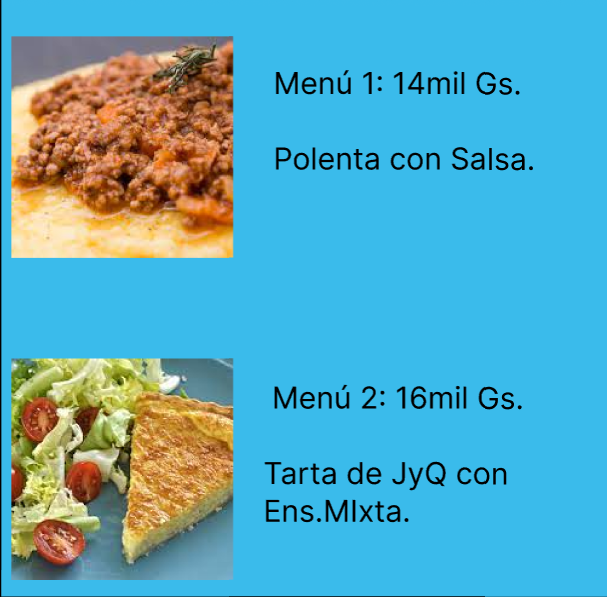 Menú 1: 14mil Gs.
Polenta con Salsa.
Menú 2: 16mil Gs.
Tarta de JyQ con
Ens.MIxta.